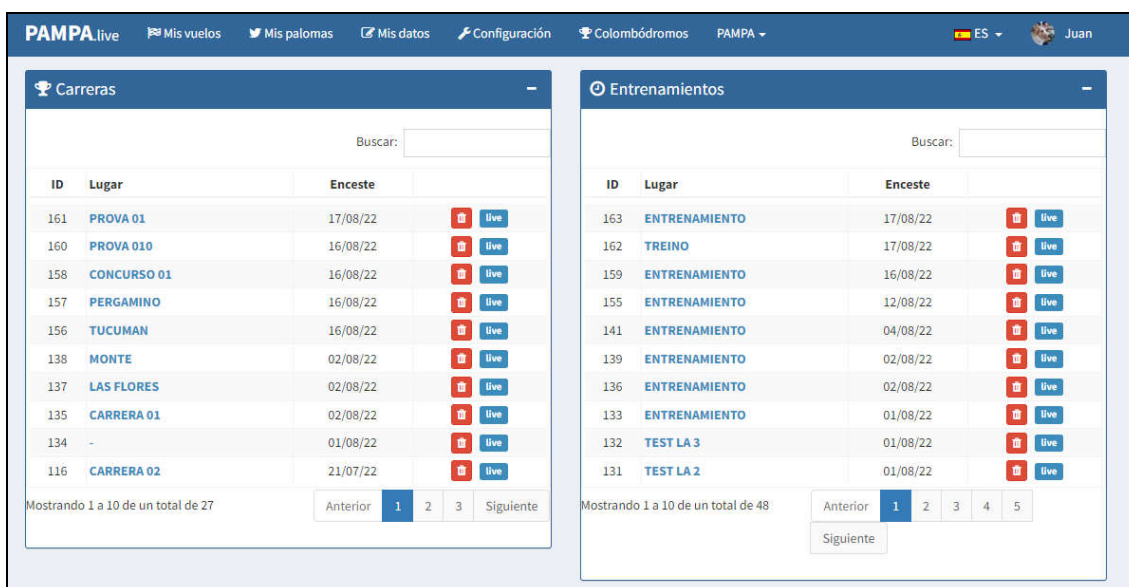 PAMPA.live Mis vuelos Mis palomas Mis datos Configuración Colombódromos PAMPA ES Juan
Carreras
Buscar:
ID Lugar Enceste
161 PROVA 01 17/08/22 live
160 PROVA 010 16/08/22 live
158 CONCURSO 01 16/08/22 live
157 PERGAMINO 16/08/22 live
156 TUCUMAN 16/08/22 live
138 MONTE 02/08/22 live
137 LAS FLORES 02/08/22 live
135 CARRERA 01 02/08/22 live
134 - 01/08/22 live
116 CARRERA 02 21/07/22 live
Mostrando 1 a 10 de un total de 27 Anterior 1 2 3 Siguiente
Entrenamientos
Buscar:
ID Lugar Enceste
163 ENTRENAMIENTO 17/08/22 live
162 TREINO 17/08/22 live
159 ENTRENAMIENTO 16/08/22 live
155 ENTRENAMIENTO 12/08/22 live
141 ENTRENAMIENTO 04/08/22 live
139 ENTRENAMIENTO 02/08/22 live
136 ENTRENAMIENTO 02/08/22 live
133 ENTRENAMIENTO 01/08/22 live
132 TEST LA 3 01/08/22 live
131 TEST LA 2 01/08/22 live
Mostrando 1 a 10 de un total de 48 Anterior 1 2 3 4 5
Siguiente